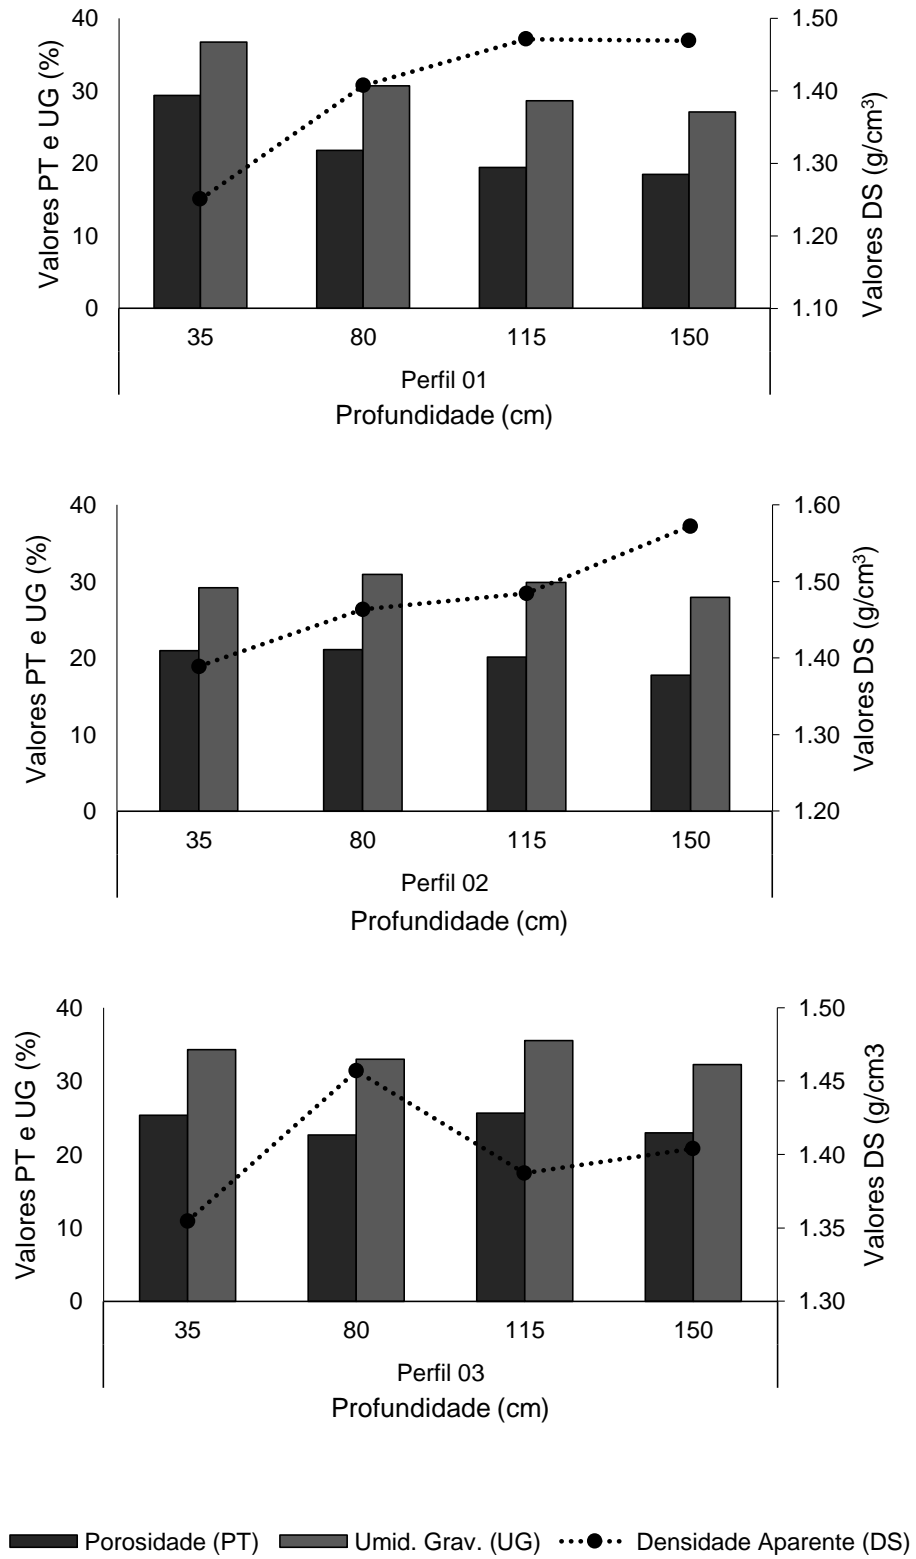 Valores PT e UG (%)
40
30
20
10
0
1.50
1.40
1.30
1.20
1.10
Valores DS (g/cm³)
35 80 115 150
Perfil 01
Profundidade (cm)
Valores PT e UG (%)
40
30
20
10
0
1.60
1.50
1.40
1.30
1.20
Valores DS (g/cm³)
35 80 115 150
Perfil 02
Profundidade (cm)
Valores PT e UG (%)
40
30
20
10
0
1.50
1.45
1.40
1.35
1.30
Valores DS (g/cm3
35 80 115 150
Perfil 03
Profundidade (cm)
Porosidade (PT) Umid. Grav. (UG) Densidade Aparente (DS)